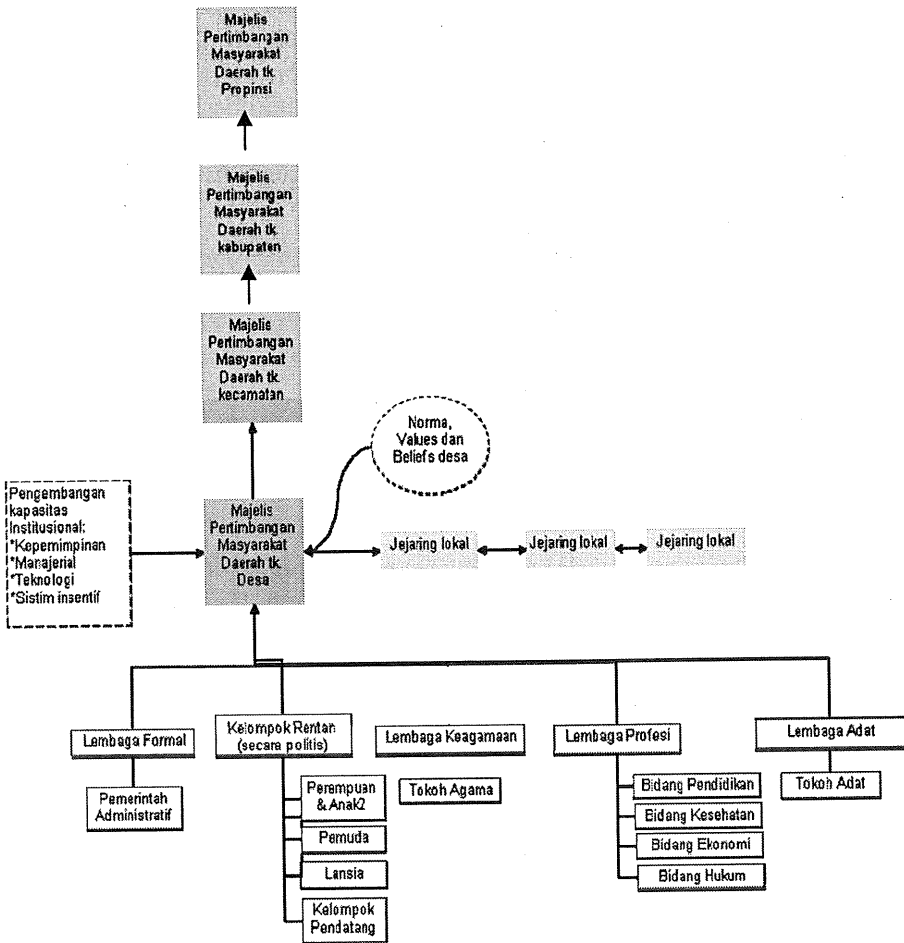 Majelis
Pertimbangan
Masyarakat
Daerah tk.
Propinsi
Majelis
Pertimbangan
Masyarakat
Daerah tk.
kabupaten
Majelis
Pertimbangan
Masyarakat
Daerah tk.
kecamatan
Norma,
Values dan
Beliefs desa
Pengembangan
kapasitas
Institusional:
*Kepemimpinan
*Manajerial
*Teknologi
*Sistim insentif
Majelis
Pertimbangan
Masyarakat
Daerah tk.
Desa
Jejaring lokal
Jejaring lokal
Jejaring lokal
Lembaga Formal
Pemerintah
Administratif
Kelompok Rentan
(secara politis)
Perempuan
& Anak2
Pemuda
Lansia
Kelompok
Pendatang
Lembaga Keagamaan
Tokoh Agama
Lembaga Profesi
Bidang Pendidikan
Bidang Kesehatan
Bidang Ekonomi
Bidang Hukum
Lembaga Adat
Tokoh Adat